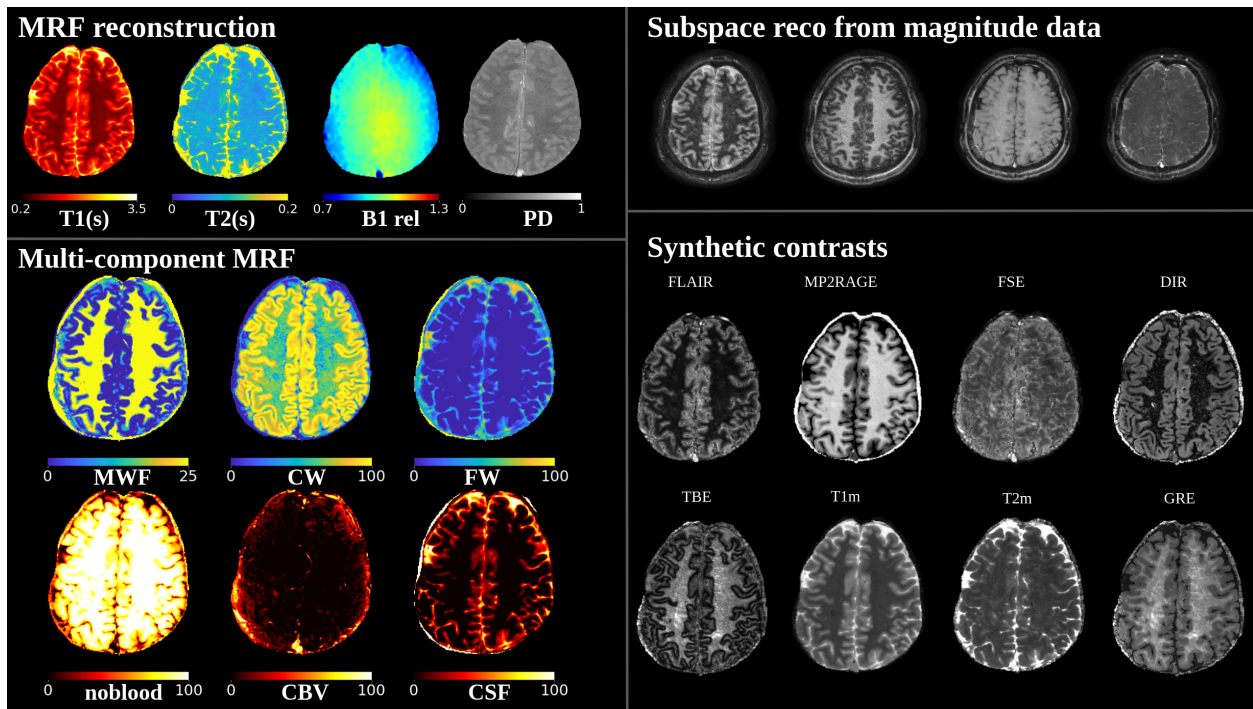 MRF reconstruction
0.2 3.5 0 0.2 0.7 1.3 0 1
T1(s) T2(s) B1 rel PD
Subspace reco from magnitude data
Multi-component MRF
0 25 0 100 0 100
MWF CW FW
0 100 0 100 0 100
noblood CBV CSF
Synthetic contrasts
FLAIR MP2RAGE FSE DIR
TBE T1m T2m GRE